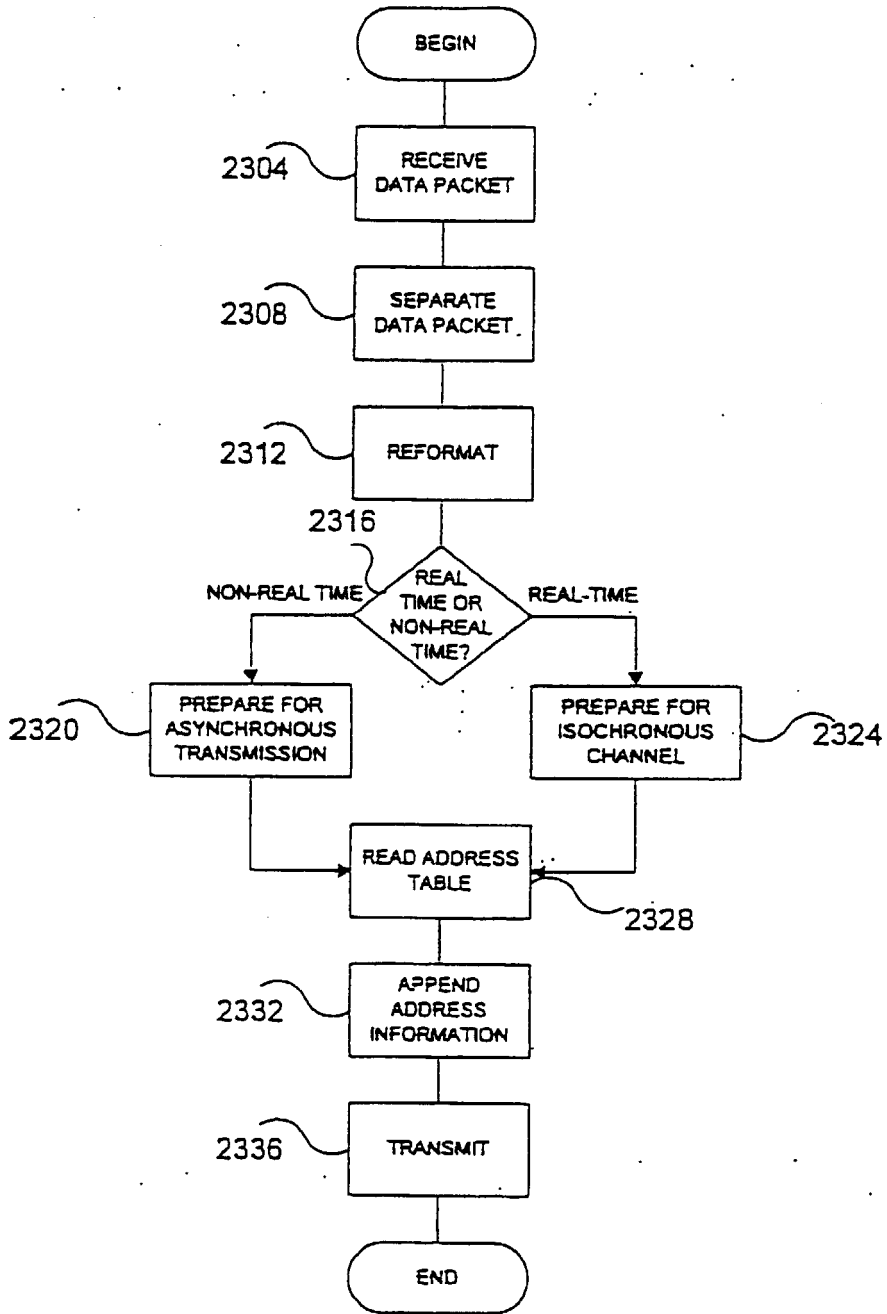 BEGIN
2304
RECEIVE
DATA PACKET
2308
SEPARATE
DATA PACKET
2312
REFORMAT
2316
NON-REAL TIME
REAL
TIME OR
NON-REAL
TIME?
REAL-TIME
2320
PREPARE FOR
ASYNCHRONOUS
TRANSMISSION
PREPARE FOR
ISOCHRONOUS
CHANNEL
2324
READ ADDRESS
TABLE
2328
2332
APPEND
ADDRESS
INFORMATION
2336
TRANSMIT
END